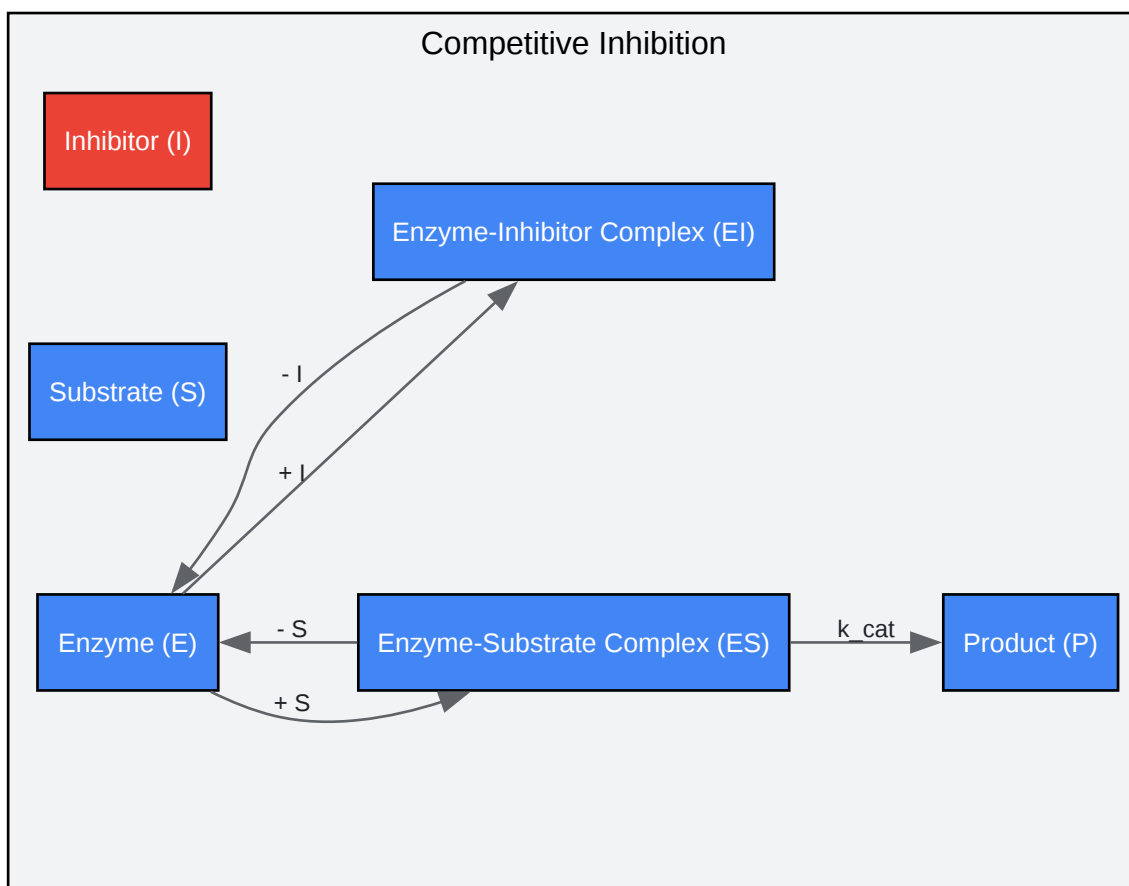 Competitive Inhibition
Inhibitor (I)
Enzyme-Inhibitor Complex (EI)
- I
Substrate (S)
+ I
Enzyme (E)
- S
+ S
Enzyme-Substrate Complex (ES)
k_cat
Product (P)